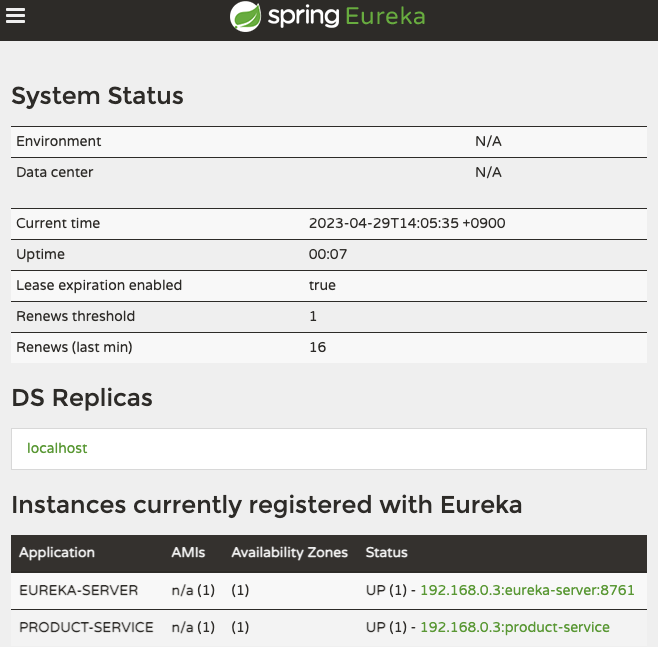 spring Eureka
System Status
Environment N/A
Data center N/A
Current time 2023-04-29T14:05:35 +0900
Uptime 00:07
Lease expiration enabled true
Renews threshold 1
Renews (last min) 16
DS Replicas
localhost
Instances currently registered with Eureka
Application AMIs Availability Zones Status
EUREKA-SERVER n/a (1) (1) UP (1) - 192.168.0.3:eureka-server:8761
PRODUCT-SERVICE n/a (1) (1) UP (1) - 192.168.0.3:product-service